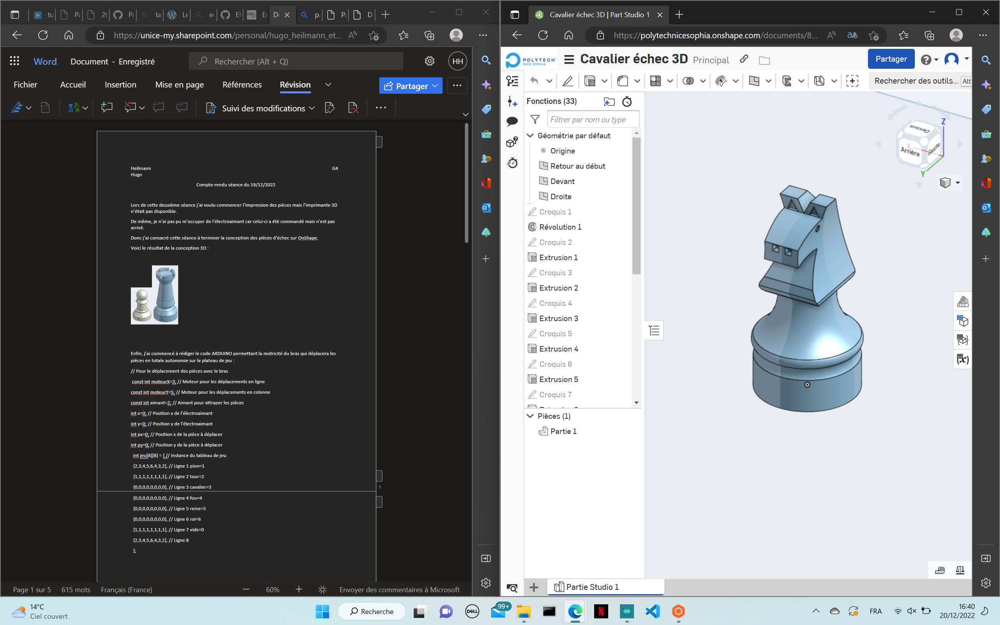 https://unice-my.sharepoint.com/personal/hugo_heilmann_et...
Word
Document - Enregistré
Rechercher (Alt + Q)
HH
Fichier
Accueil
Insertion
Mise en page
Références
Révision
Partager
Suivi des modifications
Heilmann
G4
Hugo
Compte-rendu séance du 19/12/2022
Lors de cette deuxième séance j’ai voulu commencer l’impression des pièces mais l’imprimante 3D
n’était pas disponible.
De même, je n’ai pas pu m’occuper de l’électroaimant car celui-ci a été commandé mais n’est pas
arrivé.
Donc j’ai consacré cette séance à terminer la conception des pièces d’échec sur OnShape.
Voici le résultat de la conception 3D :
Enfin, j’ai commencé à rédiger le code ARDUINO permettant la motricité du bras qui déplacera les
pièces en totale autonomie sur le plateau de jeu :
// Pour le déplacement des pièces avec le bras
const int moteurX=3; // Moteur pour les déplacements en ligne
const int moteurY=5; // Moteur pour les déplacements en colonne
const int aimant=2; // Aimant pour attraper les pièces
int x=0; // Position x de l'électroaimant
int y=0; // Position y de l'électroaimant
int px=0; // Position x de la pièce à déplacer
int py=0; // Position y de la pièce à déplacer
int jeu[8][8] = { // Instance du tableau de jeu
{2,3,4,5,6,4,3,2}, // Ligne 1 pion=1
{1,1,1,1,1,1,1,1}, // Ligne 2 tour=2
{0,0,0,0,0,0,0,0}, // Ligne 3 cavalier=3
1
{0,0,0,0,0,0,0,0}, // Ligne 4 fou=4
{0,0,0,0,0,0,0,0}, // Ligne 5 reine=5
{0,0,0,0,0,0,0,0}, // Ligne 6 roi=6
{1,1,1,1,1,1,1,1}, // Ligne 7 vide=0
{2,3,4,5,6,4,3,2}, // Ligne 8
};
Page 1 sur 5
615 mots
Français (France)
60%
Envoyer des commentaires à Microsoft
Cavalier échec 3D | Part Studio 1
https://polytechnicesophia.onshape.com/documents/8...
POLYTECH
NICE SOPHIA
Cavalier échec 3D
Principal
Partager
Rechercher des outils...
Alt
Fonctions (33)
Filtrer par nom ou type
Géométrie par défaut
Origine
Retour au début
Devant
Droite
Croquis 1
Révolution 1
Croquis 2
Extrusion 1
Croquis 3
Extrusion 2
Croquis 4
Extrusion 3
Croquis 5
Extrusion 4
Croquis 6
Extrusion 5
Croquis 7
Pièces (1)
Partie 1
Dessus
Arrière
Gauche
X
Y
Z
Partie Studio 1
14°C
Ciel couvert
Recherche
DELL
99+
FRA
16:40
20/12/2022